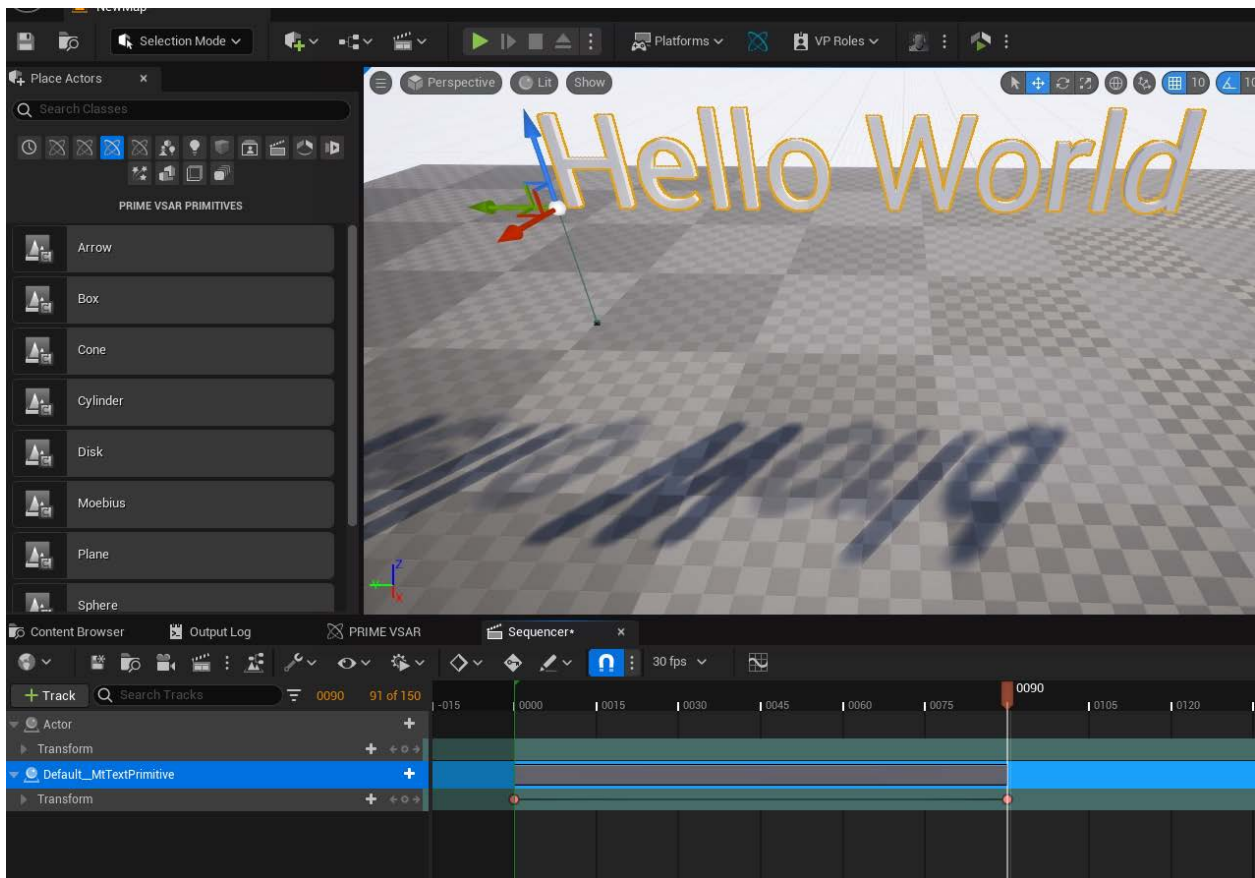 NewMap
Selection Mode
Platforms
VP Roles
Place Actors
Search Classes
PRIME VSAR PRIMITIVES
Arrow
Box
Cone
Cylinder
Disk
Moebius
Plane
Sphere
Perspective
Lit
Show
10
10
Hello World
Z
Y
X
Content Browser
Output Log
PRIME VSAR
Sequencer*
30 fps
Track
Search Tracks
0090
91 of 150
-015
0000
0015
0030
0045
0060
0075
0090
0105
0120
Actor
Transform
Default__MtTextPrimitive
Transform